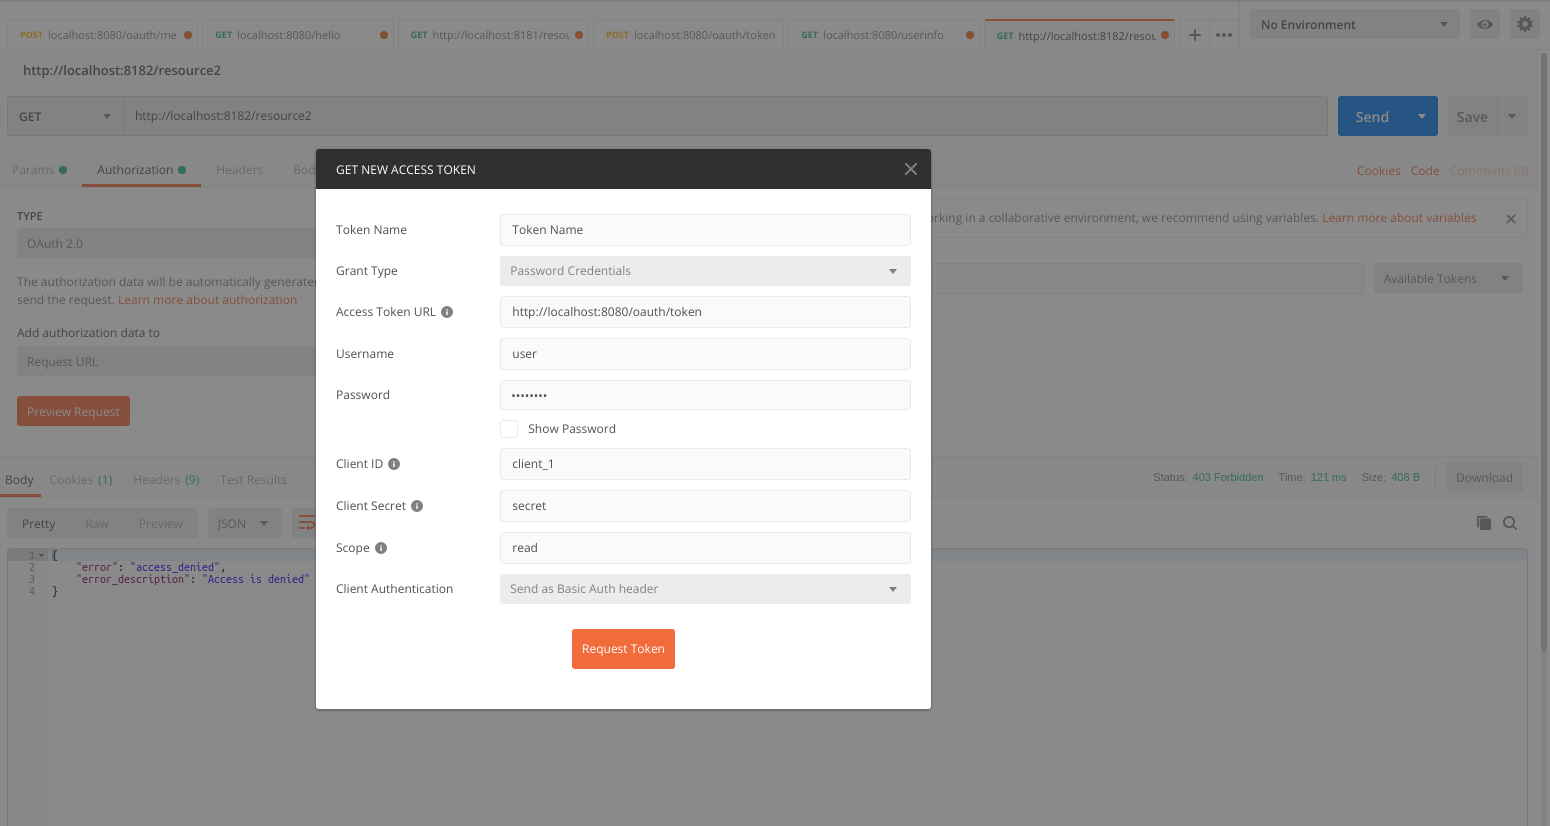 POST localhost:8080/oauth/me GET localhost:8080/hello GET http://localhost:8181/resou POST localhost:8080/oauth/token GET localhost:8080/userinfo GET http://localhost:8182/resou + ••• No Environment
http://localhost:8182/resource2
GET http://localhost:8182/resource2 Send Save
Params Authorization Headers Bod Cookies Code Comments (0)
GET NEW ACCESS TOKEN
TYPE
OAuth 2.0
The authorization data will be automatically generated
send the request. Learn more about authorization
Add authorization data to
Request URL
Preview Request
rking in a collaborative environment, we recommend using variables. Learn more about variables
Available Tokens
Token Name Token Name
Grant Type Password Credentials
Access Token URL http://localhost:8080/oauth/token
Username user
Password ••••••••
Show Password
Client ID client_1
Client Secret secret
Scope read
Client Authentication Send as Basic Auth header
Request Token
Body Cookies (1) Headers (9) Test Results Status: 403 Forbidden Time: 121 ms Size: 408 B Download
Pretty Raw Preview JSON
1 {
2 "error": "access_denied",
3 "error_description": "Access is denied"
4 }